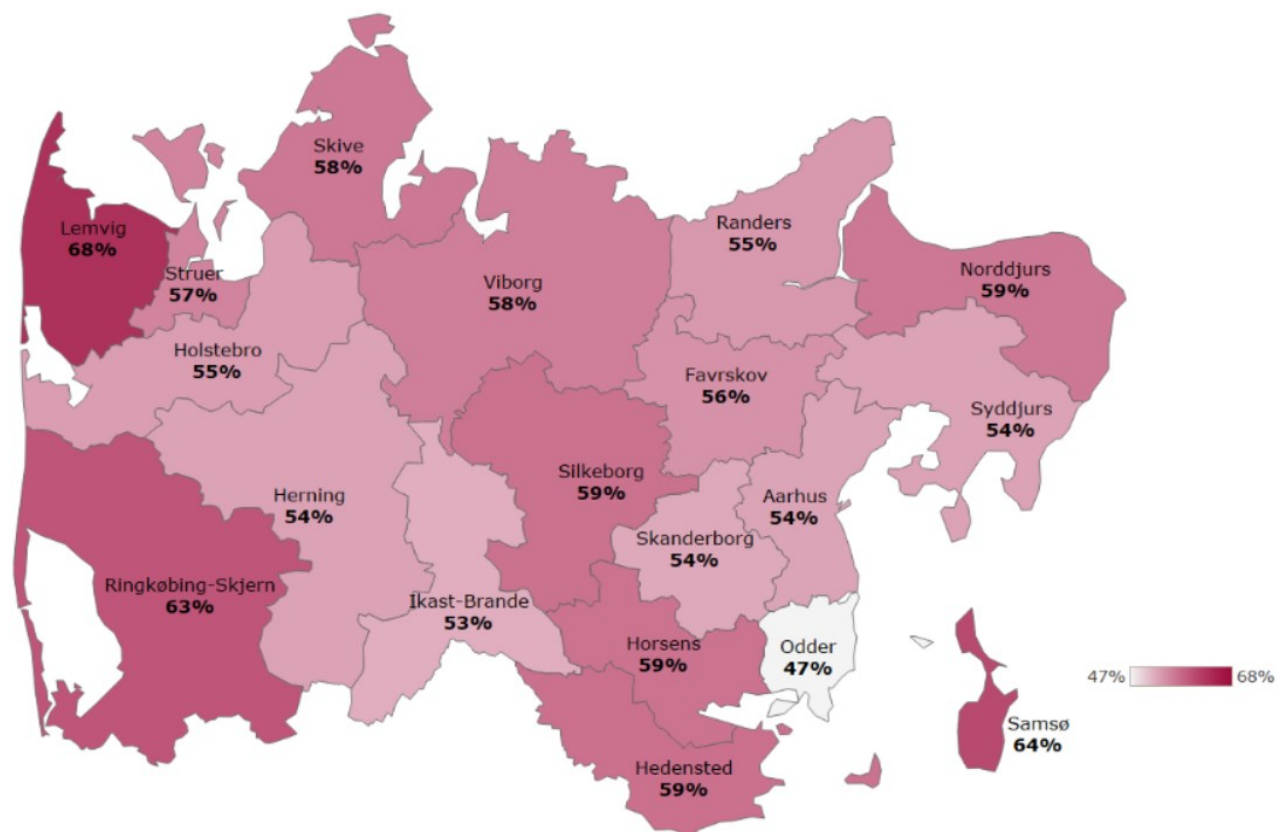 Skive
58%
Lemvig
68%
Struer
57%
Viborg
58%
Randers
55%
Norddjurs
59%
Holstebro
55%
Favrskov
56%
Syddjurs
54%
Silkeborg
59%
Herning
54%
Aarhus
54%
Skanderborg
54%
Ringkøbing-Skjern
63%
Ikast-Brande
53%
Horsens
59%
Odder
47%
47%
68%
Samsø
64%
Hedensted
59%